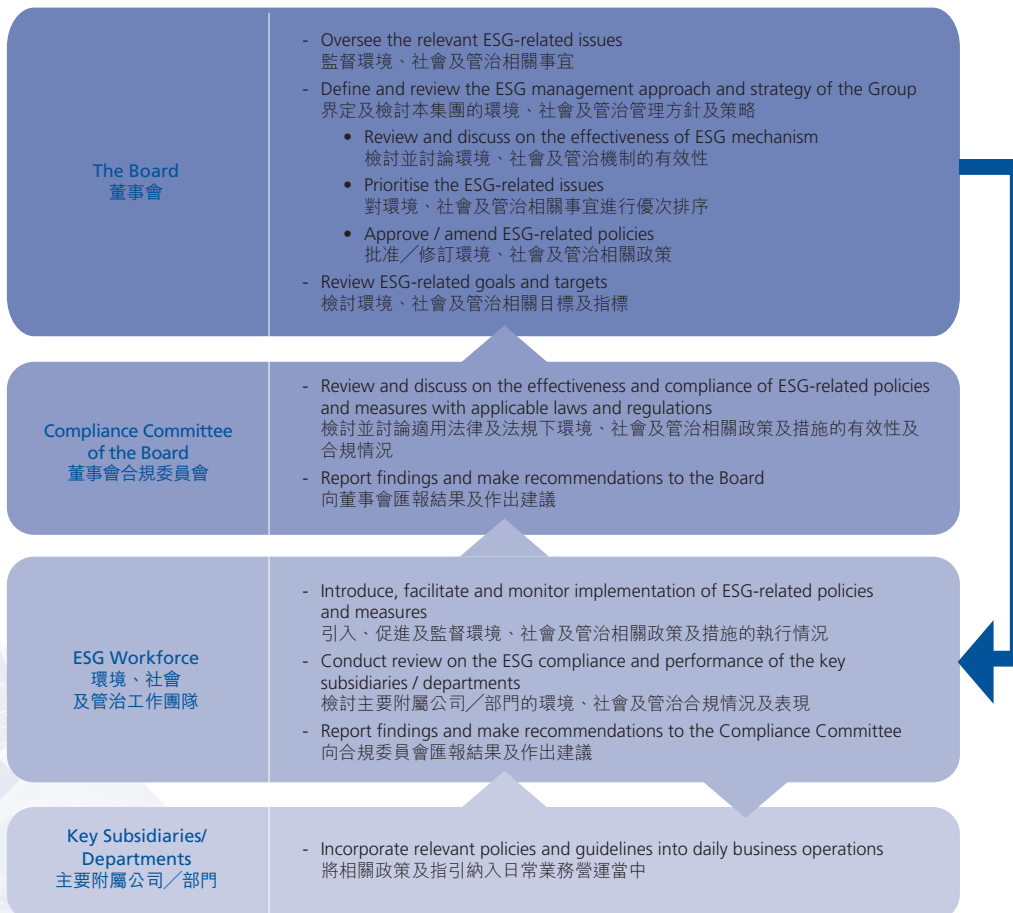 The Board
董事會
- Oversee the relevant ESG-related issues
監督環境、社會及管治相關事宜
- Define and review the ESG management approach and strategy of the Group
界定及檢討本集團的環境、社會及管治管理方針及策略
• Review and discuss on the effectiveness of ESG mechanism
檢討並討論環境、社會及管治機制的有效性
• Prioritise the ESG-related issues
對環境、社會及管治相關事宜進行優次排序
• Approve / amend ESG-related policies
批准╱修訂環境、社會及管治相關政策
- Review ESG-related goals and targets
檢討環境、社會及管治相關目標及指標
Compliance Committee
of the Board
董事會合規委員會
- Review and discuss on the effectiveness and compliance of ESG-related policies
and measures with applicable laws and regulations
檢討並討論適用法律及法規下環境、社會及管治相關政策及措施的有效性及
合規情況
- Report findings and make recommendations to the Board
向董事會匯報結果及作出建議
ESG Workforce
環境、社會
及管治工作團隊
- Introduce, facilitate and monitor implementation of ESG-related policies
and measures
引入、促進及監督環境、社會及管治相關政策及措施的執行情況
- Conduct review on the ESG compliance and performance of the key
subsidiaries / departments
檢討主要附屬公司╱部門的環境、社會及管治合規情況及表現
- Report findings and make recommendations to the Compliance Committee
向合規委員會匯報結果及作出建議
Key Subsidiaries/
Departments
主要附屬公司╱部門
- Incorporate relevant policies and guidelines into daily business operations
將相關政策及指引納入日常業務營運當中